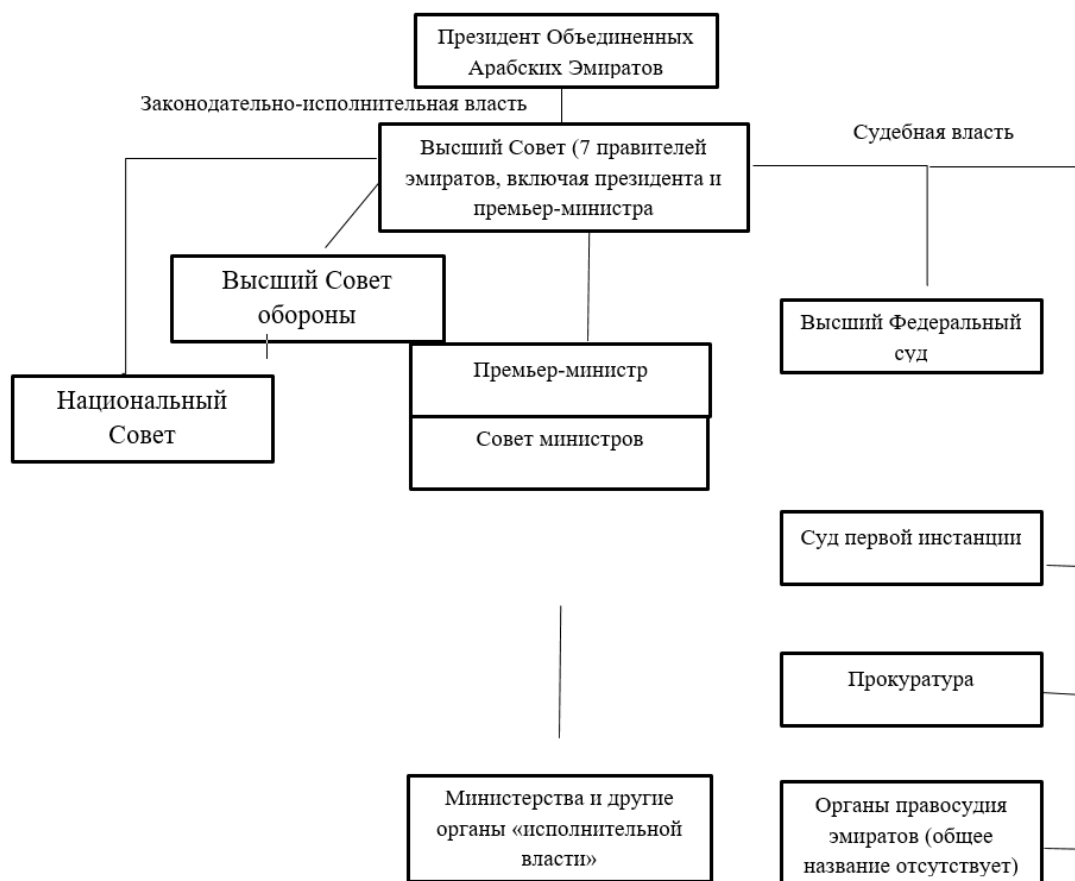 Президент Объединенных
Арабских Эмиратов
Законодательно-исполнительная власть
Судебная власть
Высший Совет (7 правителей
эмиратов, включая президента и
премьер-министра
Высший Совет
обороны
Высший Федеральный
суд
Премьер-министр
Национальный
Совет
Совет министров
Суд первой инстанции
Прокуратура
Министерства и другие
органы «исполнительной
власти»
Органы правосудия
эмиратов (общее
название отсутствует)